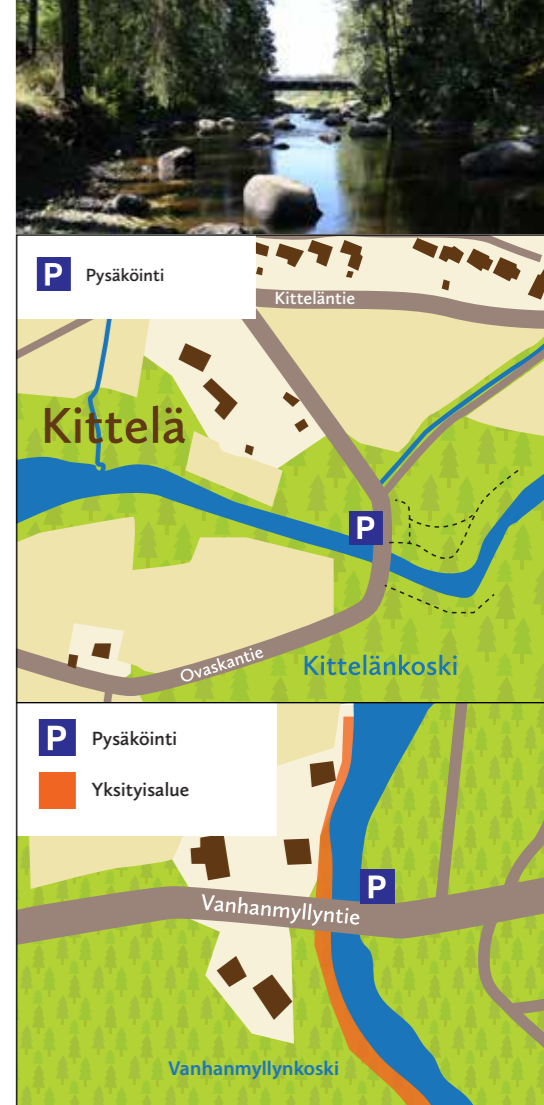 P Pysäköinti
Kitteläntie
Kittelä
P
Ovaskantie
Kittelänkoski
P Pysäköinti
Yksityisalue
P
Vanhanmyllyntie
Vanhanmyllynkoski